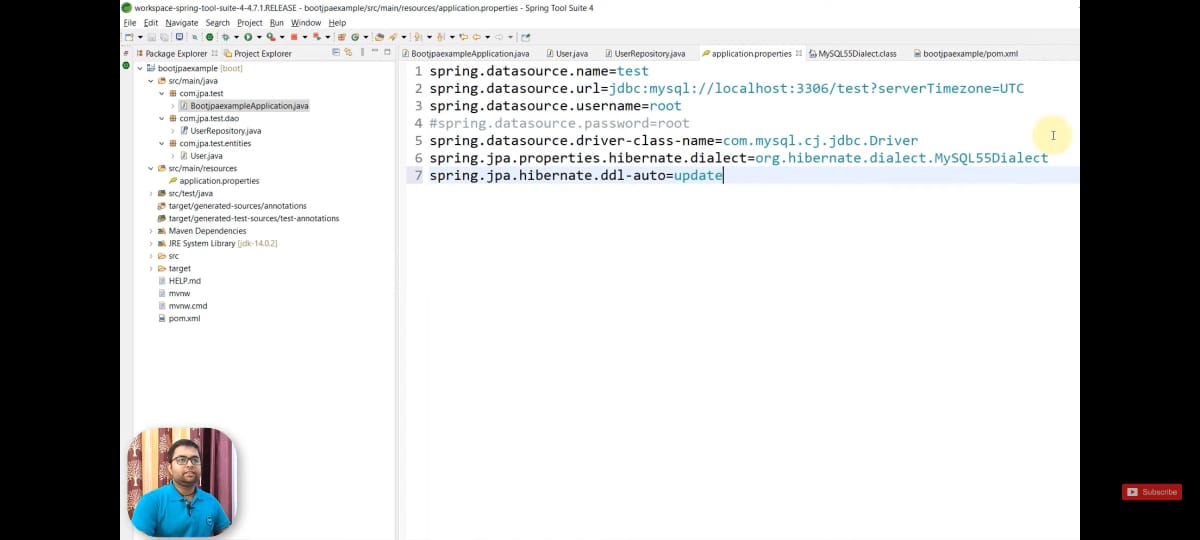 workspace-spring-tool-suite-4-4.7.1.RELEASE - bootjpaexample/src/main/resources/application.properties - Spring Tool Suite 4
File Edit Navigate Search Project Run Window Help
Package Explorer Project Explorer
BootjpaexampleApplication.java User.java UserRepository.java application.properties MySQL55Dialect.class bootjpaexample/pom.xml
bootjpaexample [boot]
src/main/java
com.jpa.test
BootjpaexampleApplication.java
com.jpa.test.dao
UserRepository.java
com.jpa.test.entities
User.java
src/main/resources
application.properties
src/test/java
target/generated-sources/annotations
target/generated-test-sources/test-annotations
Maven Dependencies
JRE System Library [jdk-14.0.2]
src
target
HELP.md
mvnw
mvnw.cmd
pom.xml
1 spring.datasource.name=test
2 spring.datasource.url=jdbc:mysql://localhost:3306/test?serverTimezone=UTC
3 spring.datasource.username=root
4 #spring.datasource.password=root
5 spring.datasource.driver-class-name=com.mysql.cj.jdbc.Driver
6 spring.jpa.properties.hibernate.dialect=org.hibernate.dialect.MySQL55Dialect
7 spring.jpa.hibernate.ddl-auto=update
Subscribe